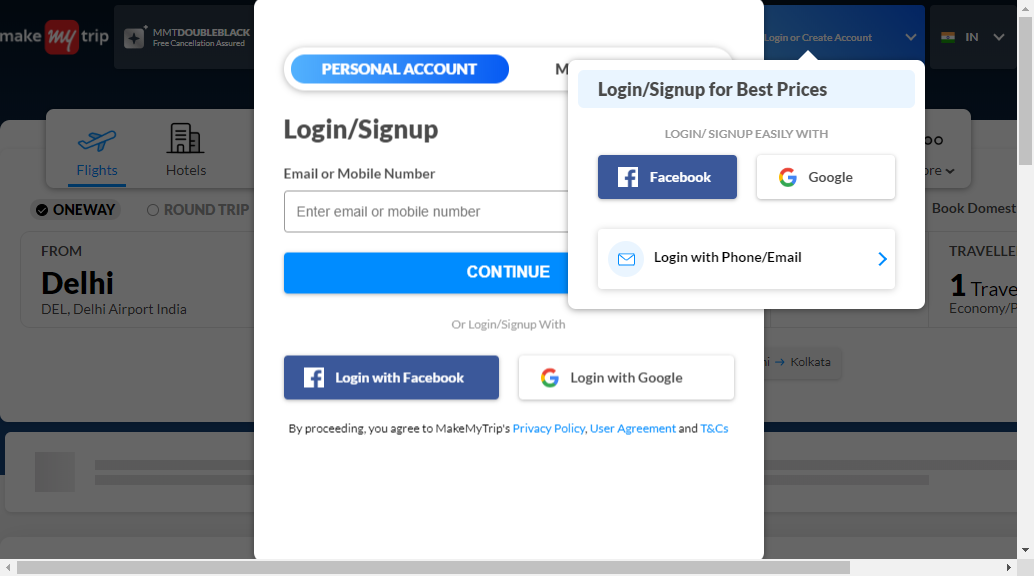 make my trip
MMTDOUBLEBLACK
Free Cancellation Assured
Login or Create Account
IN
PERSONAL ACCOUNT
M
Login/Signup for Best Prices
LOGIN/ SIGNUP EASILY WITH
Facebook
Google
Login with Phone/Email
Login/Signup
Email or Mobile Number
Enter email or mobile number
CONTINUE
Or Login/Signup With
Login with Facebook
Login with Google
By proceeding, you agree to MakeMyTrip's Privacy Policy, User Agreement and T&Cs
Flights
Hotels
ONEWAY
ROUND TRIP
Book Domest
FROM
Delhi
DEL, Delhi Airport India
TRAVELLE
1 Trave
Economy/P
Kolkata